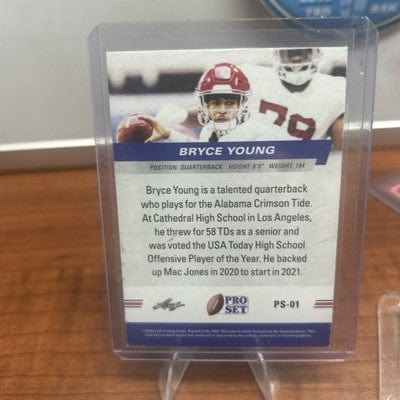 79
BRYCE YOUNG
POSITION: QUARTERBACK HEIGHT: 6'0" WEIGHT: 194
Bryce Young is a talented quarterback
who plays for the Alabama Crimson Tide.
At Cathedral High School in Los Angeles,
he threw for 58 TDs as a senior and
was voted the USA Today High School
Offensive Player of the Year. He backed
up Mac Jones in 2020 to start in 2021.
Leaf
PRO
SET
PS-01